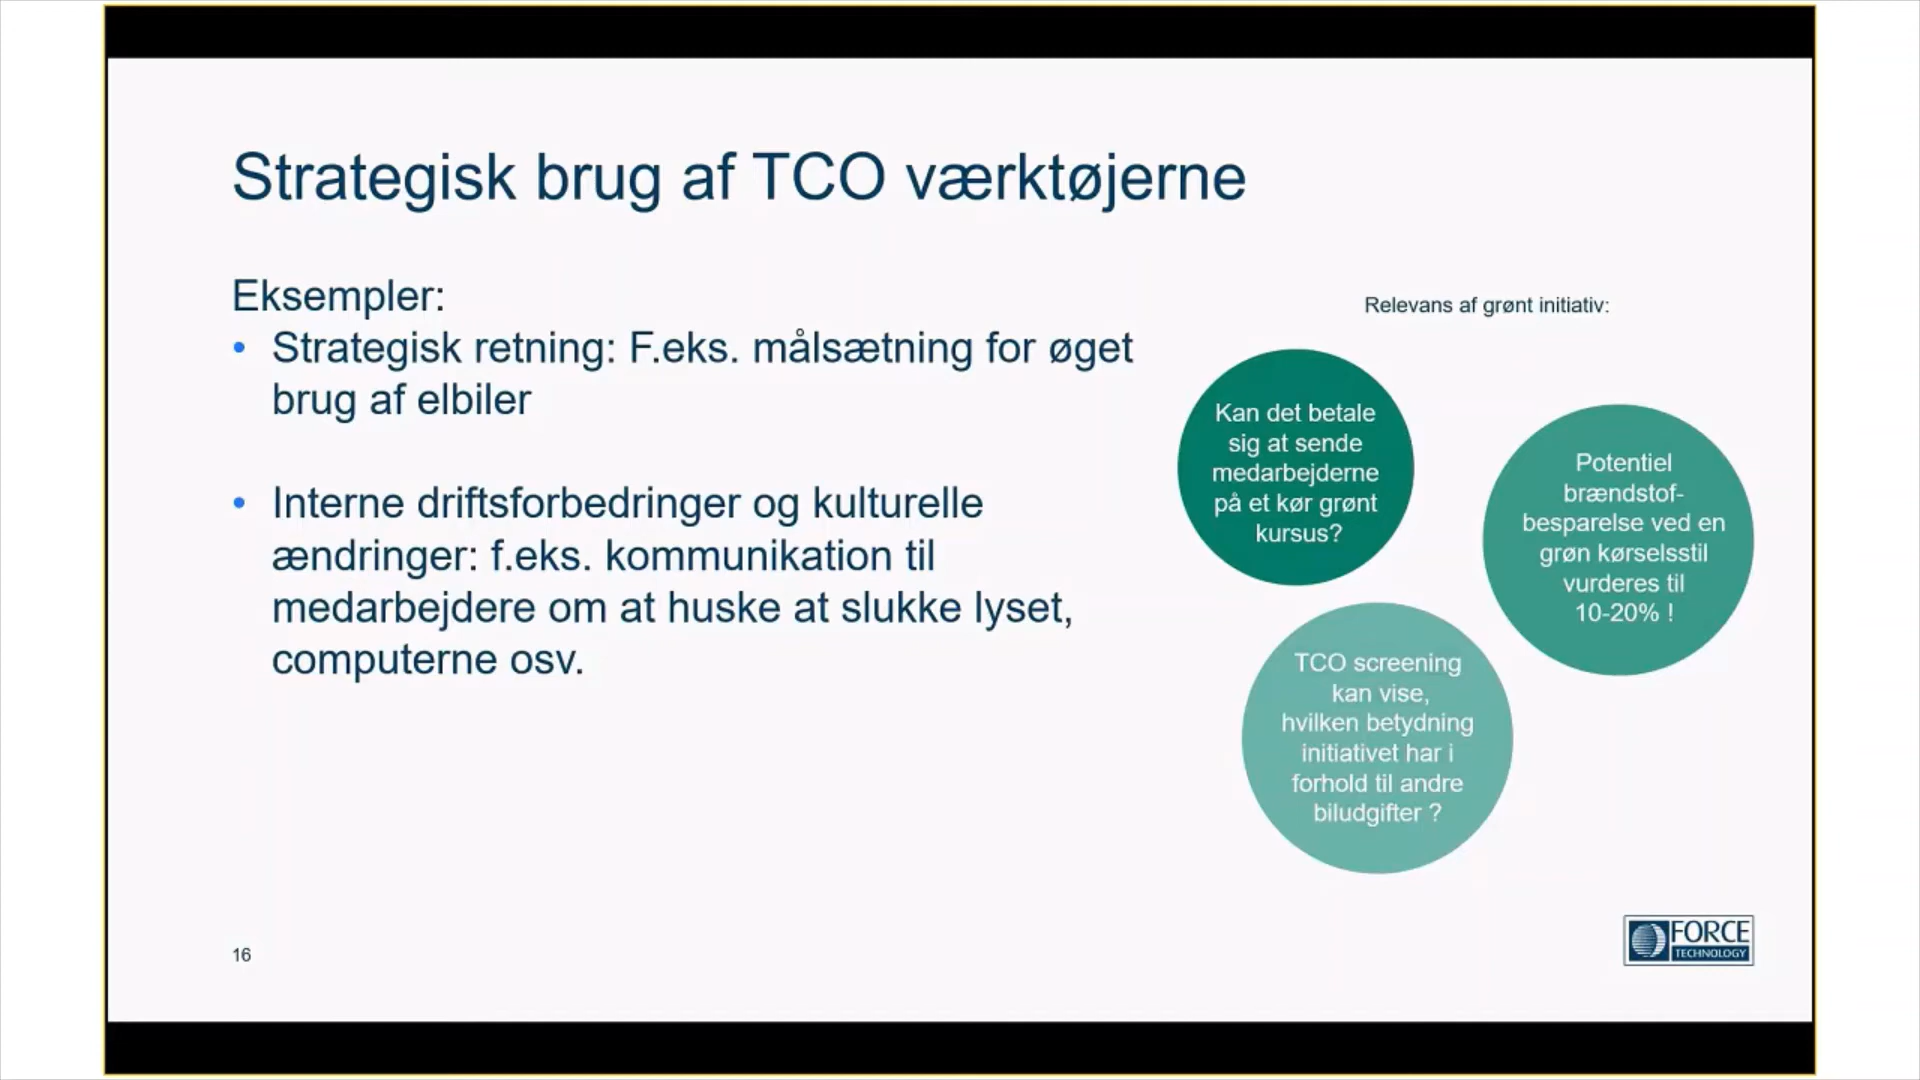 Strategisk brug af TCO værktøjerne
Eksempler:
• Strategisk retning: F.eks. målsætning for øget
brug af elbiler
• Interne driftsforbedringer og kulturelle
ændringer: f.eks. kommunikation til
medarbejdere om at huske at slukke lyset,
computerne osv.
Relevans af grønt initiativ:
Kan det betale
sig at sende
medarbejderne
på et kør grønt
kursus?
Potentiel
brændstof-
besparelse ved en
grøn kørselsstil
vurderes til
10-20% !
TCO screening
kan vise,
hvilken betydning
initiativet har i
forhold til andre
biludgifter ?
16
FORCE
TECHNOLOGY